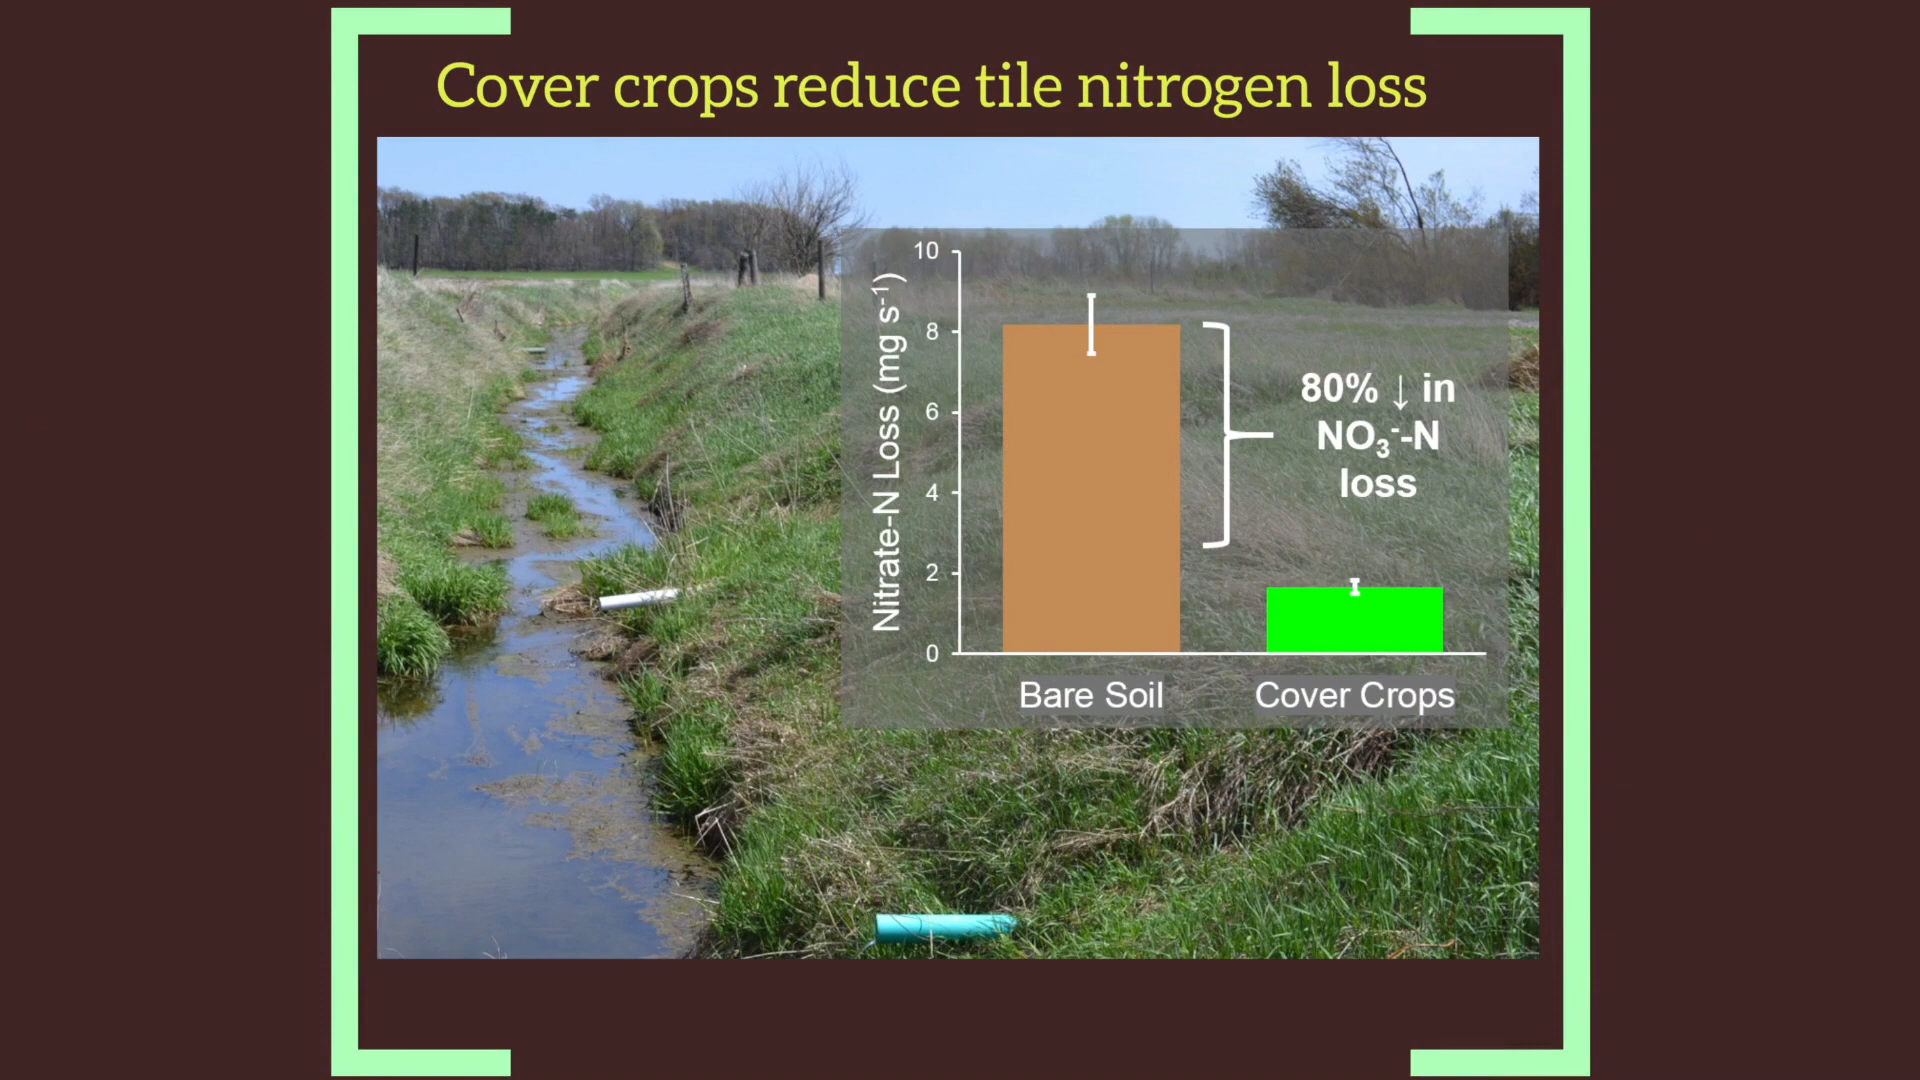 Cover crops reduce tile nitrogen loss
10
8
6
4
2
0
Nitrate-N Loss (mg s⁻¹)
80% ↓ in
NO₃⁻-N
loss
Bare Soil
Cover Crops